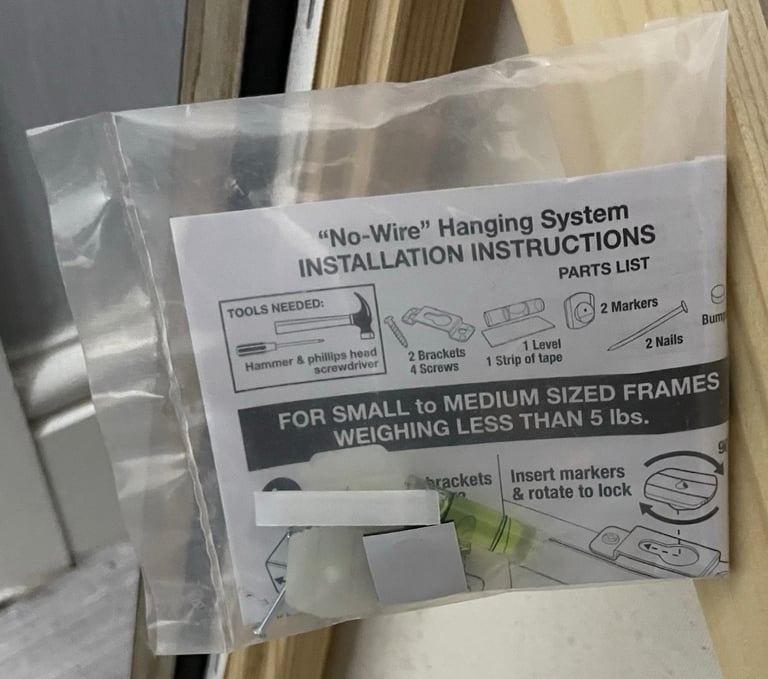 "No-Wire" Hanging System
INSTALLATION INSTRUCTIONS
PARTS LIST
TOOLS NEEDED:
Hammer & phillips head
screwdriver
2 Brackets
4 Screws
1 Level
1 Strip of tape
2 Markers
2 Nails
FOR SMALL to MEDIUM SIZED FRAMES
WEIGHING LESS THAN 5 lbs.
brackets
Insert markers
& rotate to lock